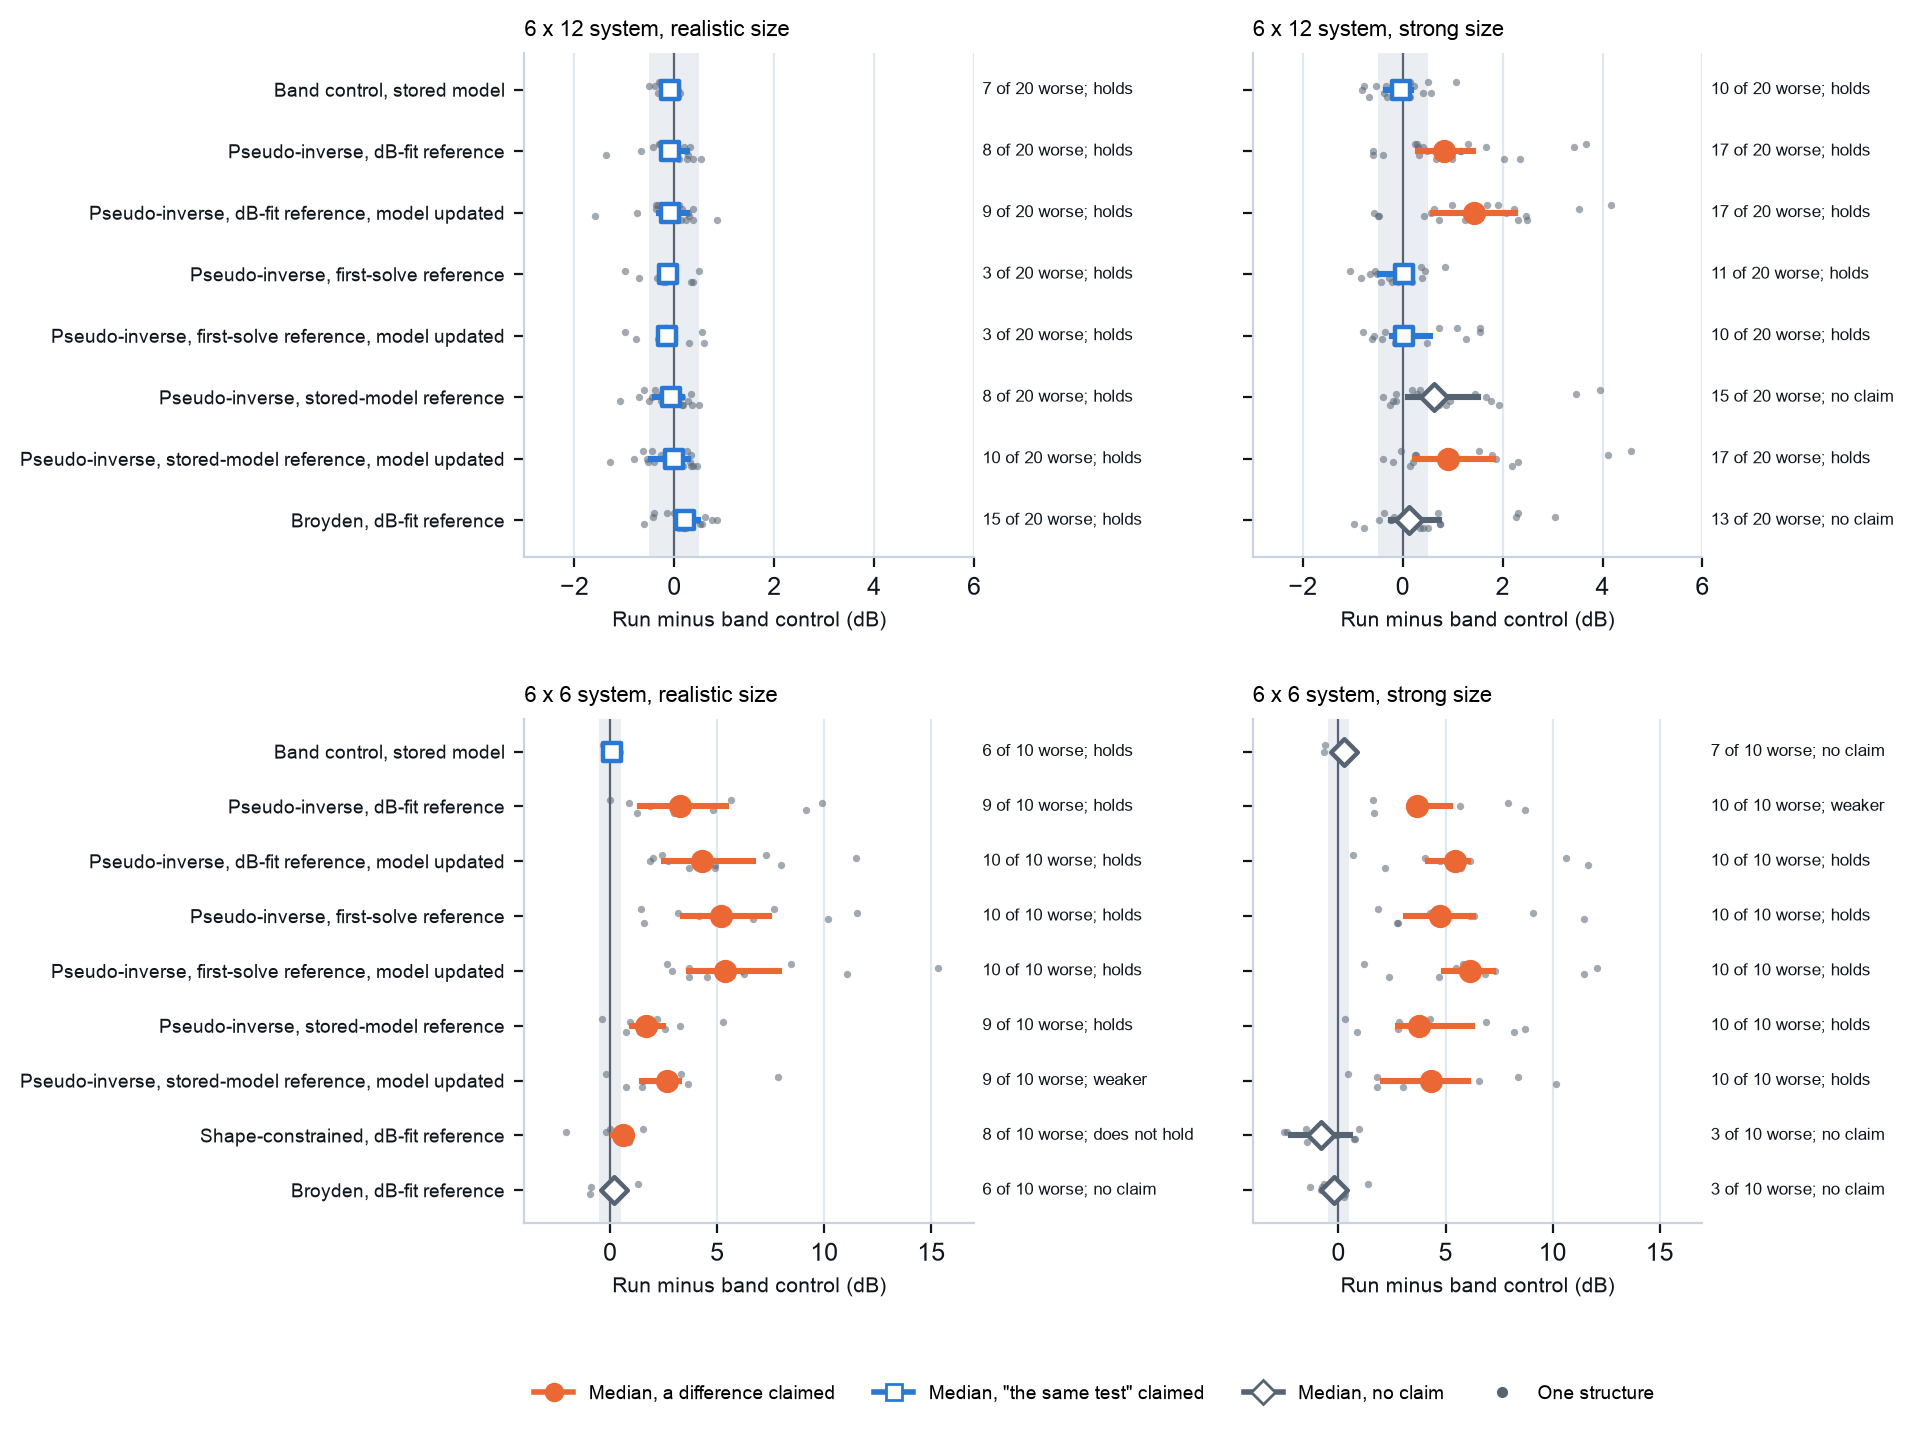 6 x 12 system, realistic size
Band control, stored model
7 of 20 worse; holds
Pseudo-inverse, dB-fit reference
8 of 20 worse; holds
Pseudo-inverse, dB-fit reference, model updated
9 of 20 worse; holds
Pseudo-inverse, first-solve reference
3 of 20 worse; holds
Pseudo-inverse, first-solve reference, model updated
3 of 20 worse; holds
Pseudo-inverse, stored-model reference
8 of 20 worse; holds
Pseudo-inverse, stored-model reference, model updated
10 of 20 worse; holds
Broyden, dB-fit reference
15 of 20 worse; holds
−2 0 2 4 6
Run minus band control (dB)
6 x 12 system, strong size
10 of 20 worse; holds
17 of 20 worse; holds
17 of 20 worse; holds
11 of 20 worse; holds
10 of 20 worse; holds
15 of 20 worse; no claim
17 of 20 worse; holds
13 of 20 worse; no claim
−2 0 2 4 6
Run minus band control (dB)
6 x 6 system, realistic size
Band control, stored model
6 of 10 worse; holds
Pseudo-inverse, dB-fit reference
9 of 10 worse; holds
Pseudo-inverse, dB-fit reference, model updated
10 of 10 worse; holds
Pseudo-inverse, first-solve reference
10 of 10 worse; holds
Pseudo-inverse, first-solve reference, model updated
10 of 10 worse; holds
Pseudo-inverse, stored-model reference
9 of 10 worse; holds
Pseudo-inverse, stored-model reference, model updated
9 of 10 worse; weaker
Shape-constrained, dB-fit reference
8 of 10 worse; does not hold
Broyden, dB-fit reference
6 of 10 worse; no claim
0 5 10 15
Run minus band control (dB)
6 x 6 system, strong size
7 of 10 worse; no claim
10 of 10 worse; weaker
10 of 10 worse; holds
10 of 10 worse; holds
10 of 10 worse; holds
10 of 10 worse; holds
10 of 10 worse; holds
3 of 10 worse; no claim
3 of 10 worse; no claim
0 5 10 15
Run minus band control (dB)
Median, a difference claimed
Median, "the same test" claimed
Median, no claim
One structure